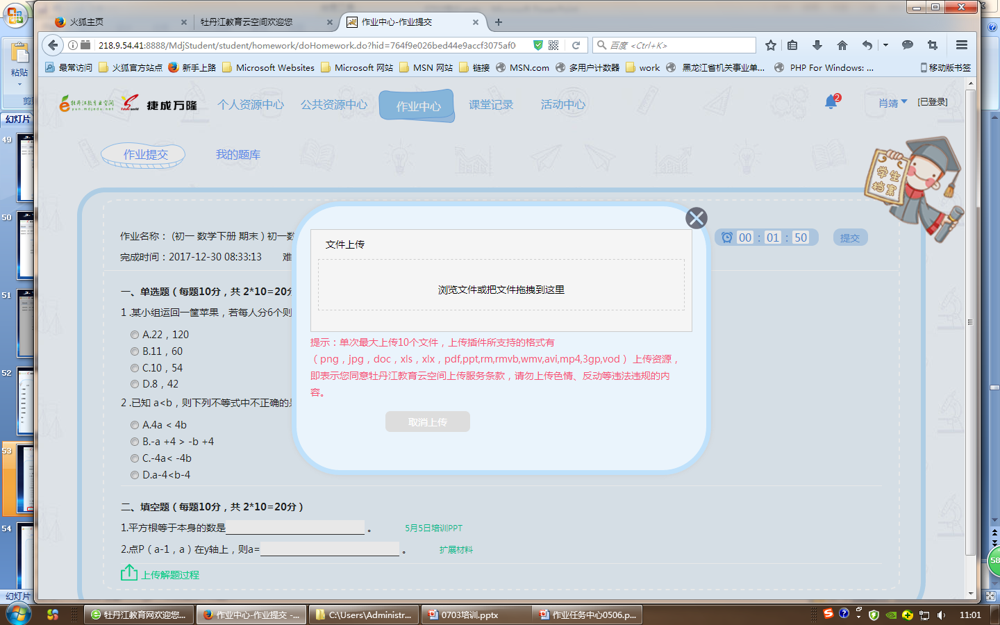 火狐主页
牡丹江教育云空间欢迎您
作业中心-作业提交
218.9.54.41:8888/MdjStudent/student/homework/doHomework.do?hid=764f9e026bed44e9accf3075af0
百度 <Ctrl+K>
最常访问 火狐官方站点 新手上路 Microsoft Websites Microsoft 网站 MSN 网站 链接 MSN.com 多用户计数器 work 黑龙江省机关事业单... PHP For Windows: ... 移动版书签
粘贴
幻灯片
49
50
51
52
53
54
幻灯片
牡丹江教育云空间
yun.mdjedu.net
Future world
捷成万隆
个人资源中心 公共资源中心 作业中心 课堂记录 活动中心
2
肖靖
[已登录]
作业提交 我的题库
学生档案
作业名称： (初一 数学下册 期末 ) 初一数
00 : 01 : 50
提交
完成时间：2017-12-30 08:33:13 难
一、单选题（每题10分，共 2*10=20分
1 .某小组运回一筐苹果，若每人分6个则
A.22，120
B.11，60
C.10，54
D.8，42
2 .已知 a<b，则下列不等式中不正确的是
A.4a < 4b
B.-a +4 > -b +4
C.-4a< -4b
D.a-4<b-4
文件上传
浏览文件或把文件拖拽到这里
提示：单次最大上传10个文件，上传插件所支持的格式有
（ png，jpg，doc，xls，xlx，pdf,ppt,rm,rmvb,wmv,avi,mp4,3gp,vod ）上传资源，
即表示您同意牡丹江教育云空间上传服务条款，请勿上传色情、反动等违法违规的内
容。
取消上传
二、填空题（每题10分，共 2*10=20分）
1.平方根等于本身的数是 。 5月5日培训PPT
2.点P（a-1，a）在y轴上，则a= 。 扩展材料
上传解题过程
58
牡丹江教育网欢迎您...
作业中心-作业提交 -...
C:\Users\Administr...
0703培训.pptx
作业任务中心0506.p...
11:01